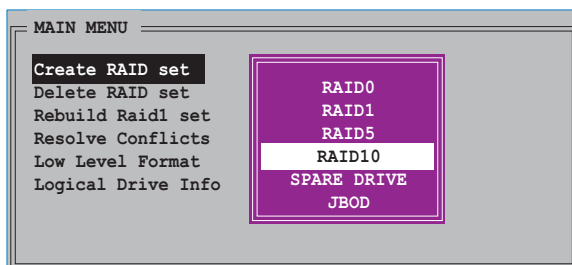 MAIN MENU
Create RAID set
Delete RAID set
Rebuild Raid1 set
Resolve Conflicts
Low Level Format
Logical Drive Info
RAID0
RAID1
RAID5
RAID10
SPARE DRIVE
JBOD